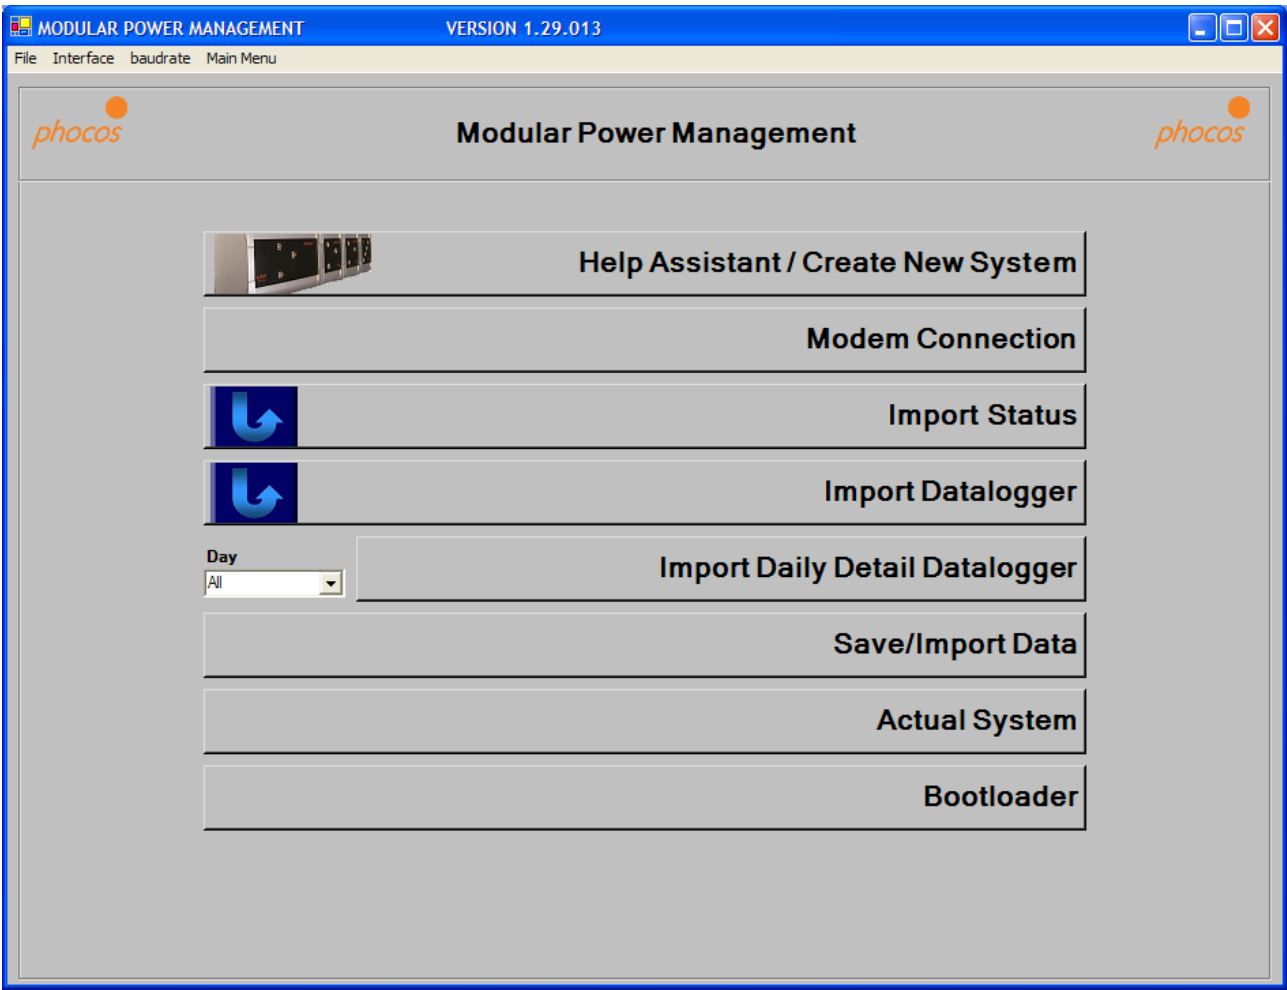 MODULAR POWER MANAGEMENT VERSION 1.29.013
File Interface baudrate Main Menu
phocos Modular Power Management phocos
Help Assistant / Create New System
Modem Connection
Import Status
Import Datalogger
Day
All
Import Daily Detail Datalogger
Save/Import Data
Actual System
Bootloader